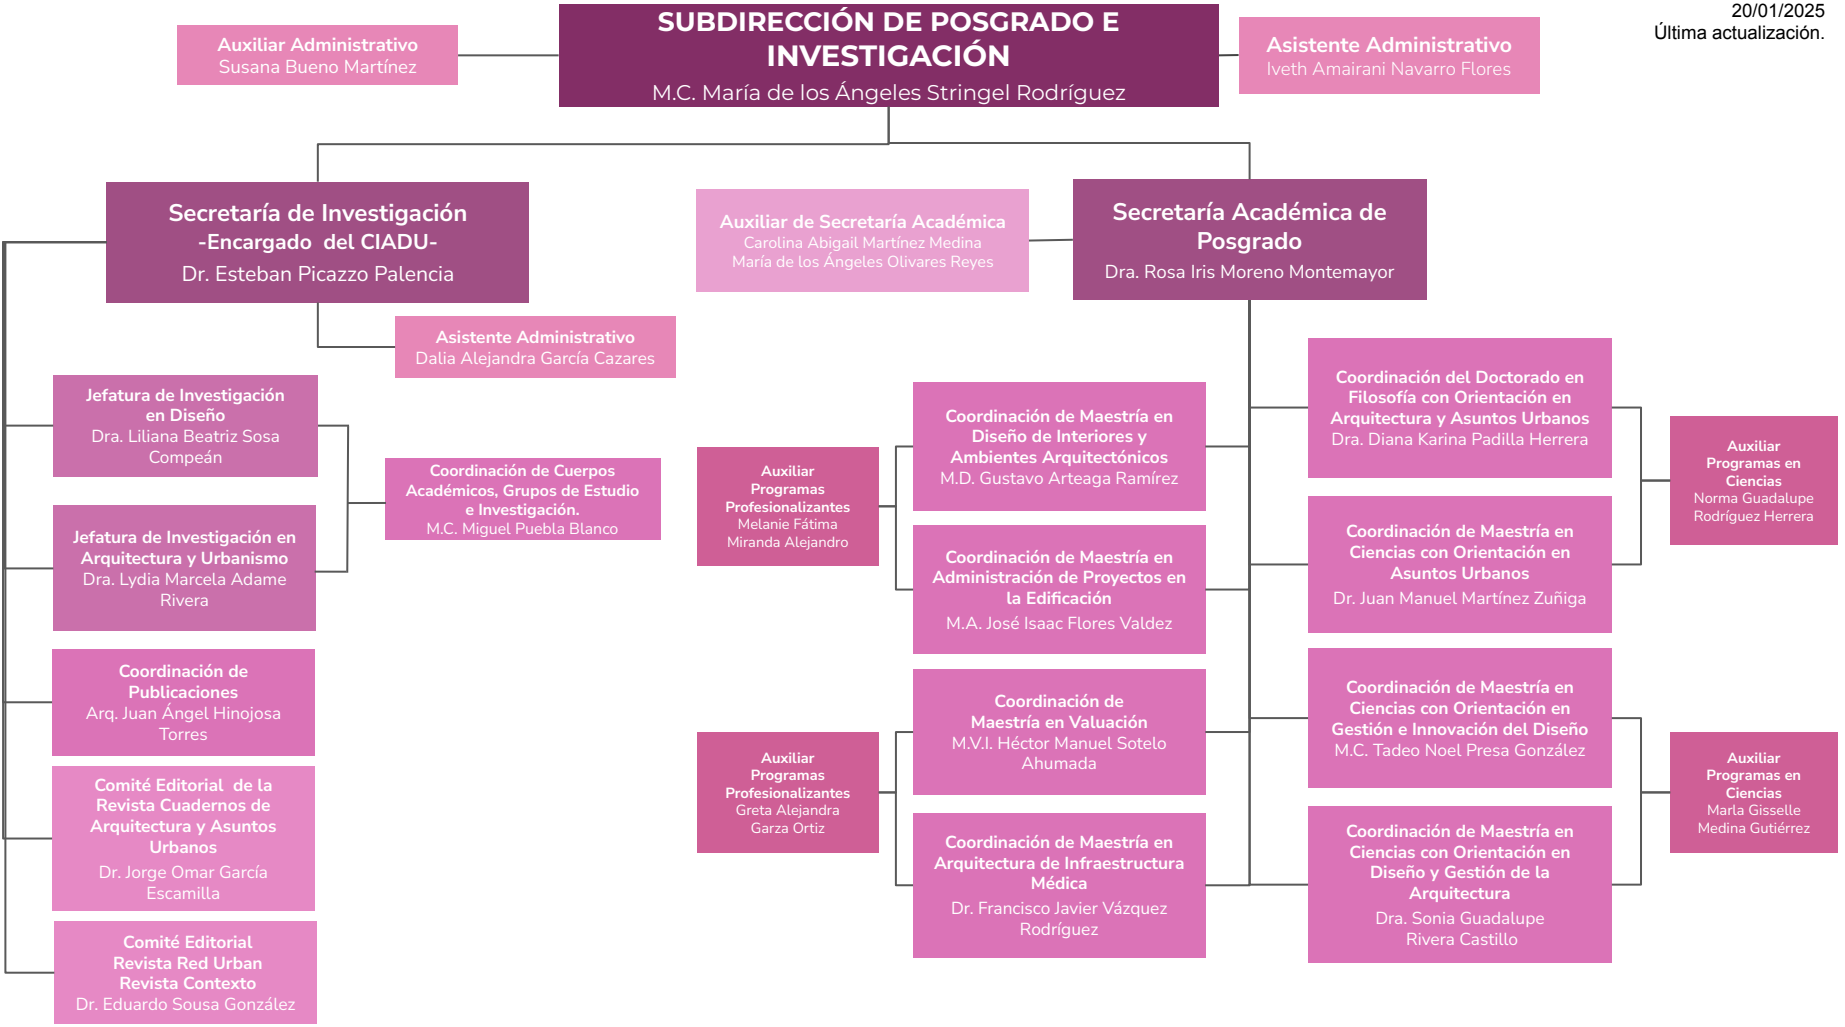 20/01/2025
Última actualización.
SUBDIRECCIÓN DE POSGRADO E
INVESTIGACIÓN
M.C. María de los Ángeles Stringel Rodríguez
Auxiliar Administrativo
Susana Bueno Martínez
Asistente Administrativo
Iveth Amairani Navarro Flores
Secretaría de Investigación
-Encargado del CIADU-
Dr. Esteban Picazzo Palencia
Auxiliar de Secretaría Académica
Carolina Abigail Martínez Medina
María de los Ángeles Olivares Reyes
Secretaría Académica de
Posgrado
Dra. Rosa Iris Moreno Montemayor
Asistente Administrativo
Dalia Alejandra García Cazares
Jefatura de Investigación
en Diseño
Dra. Liliana Beatriz Sosa
Compeán
Jefatura de Investigación en
Arquitectura y Urbanismo
Dra. Lydia Marcela Adame
Rivera
Coordinación de Cuerpos
Académicos, Grupos de Estudio
e Investigación.
M.C. Miguel Puebla Blanco
Coordinación de
Publicaciones
Arq. Juan Ángel Hinojosa
Torres
Comité Editorial de la
Revista Cuadernos de
Arquitectura y Asuntos
Urbanos
Dr. Jorge Omar García
Escamilla
Comité Editorial
Revista Red Urban
Revista Contexto
Dr. Eduardo Sousa González
Auxiliar
Programas
Profesionalizantes
Melanie Fátima
Miranda Alejandro
Coordinación de Maestría en
Diseño de Interiores y
Ambientes Arquitectónicos
M.D. Gustavo Arteaga Ramírez
Coordinación de Maestría en
Administración de Proyectos en
la Edificación
M.A. José Isaac Flores Valdez
Auxiliar
Programas
Profesionalizantes
Greta Alejandra
Garza Ortiz
Coordinación de
Maestría en Valuación
M.V.I. Héctor Manuel Sotelo
Ahumada
Coordinación de Maestría en
Arquitectura de Infraestructura
Médica
Dr. Francisco Javier Vázquez
Rodríguez
Coordinación del Doctorado en
Filosofía con Orientación en
Arquitectura y Asuntos Urbanos
Dra. Diana Karina Padilla Herrera
Coordinación de Maestría en
Ciencias con Orientación en
Asuntos Urbanos
Dr. Juan Manuel Martínez Zuñiga
Auxiliar
Programas en
Ciencias
Norma Guadalupe
Rodríguez Herrera
Coordinación de Maestría en
Ciencias con Orientación en
Gestión e Innovación del Diseño
M.C. Tadeo Noel Presa González
Coordinación de Maestría en
Ciencias con Orientación en
Diseño y Gestión de la
Arquitectura
Dra. Sonia Guadalupe
Rivera Castillo
Auxiliar
Programas en
Ciencias
Marla Gisselle
Medina Gutiérrez